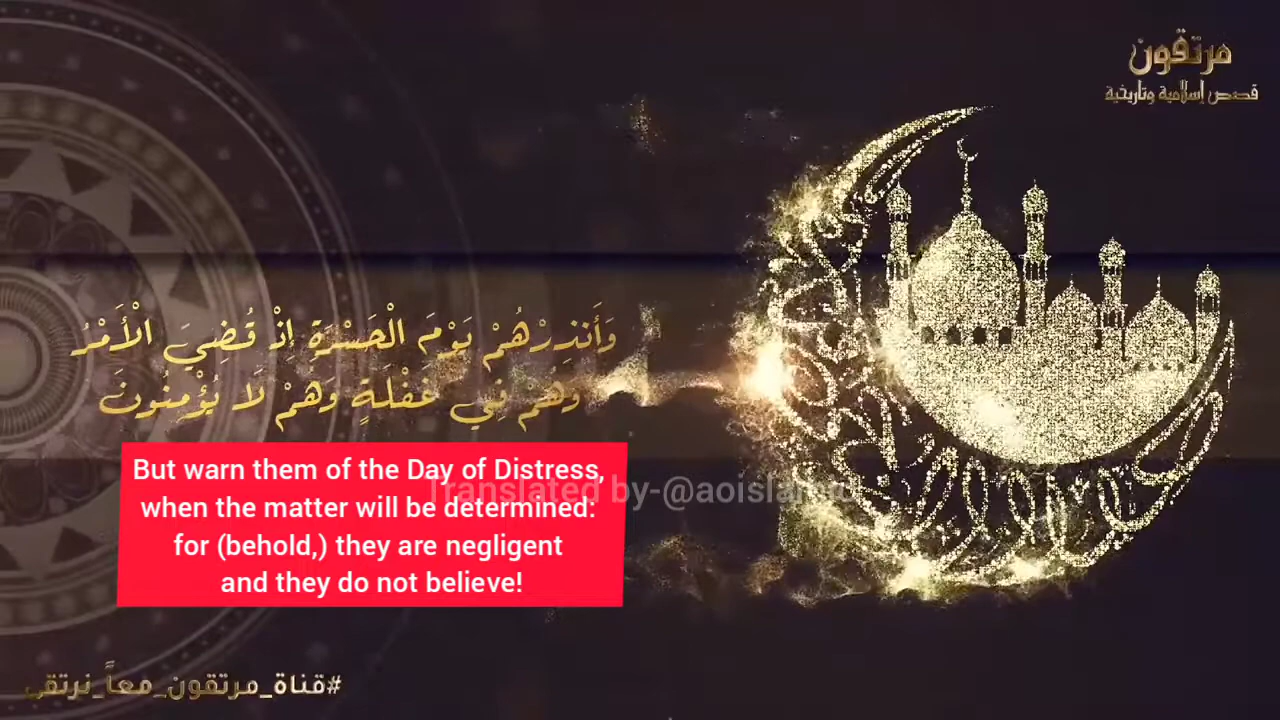 مرتقون
قصص إسلامية وتاريخية
وَأَنذِرْهُمْ يَوْمَ الْحَسْرَةِ إِذْ قُضِيَ الْأَمْرُ
وَهُمْ فِي غَفْلَةٍ وَهُمْ لَا يُؤْمِنُونَ
But warn them of the Day of Distress,
when the matter will be determined:
for (behold,) they are negligent
and they do not believe!
Translated by-@aoislam
#قناة_مرتقون_معاً_نرتقي